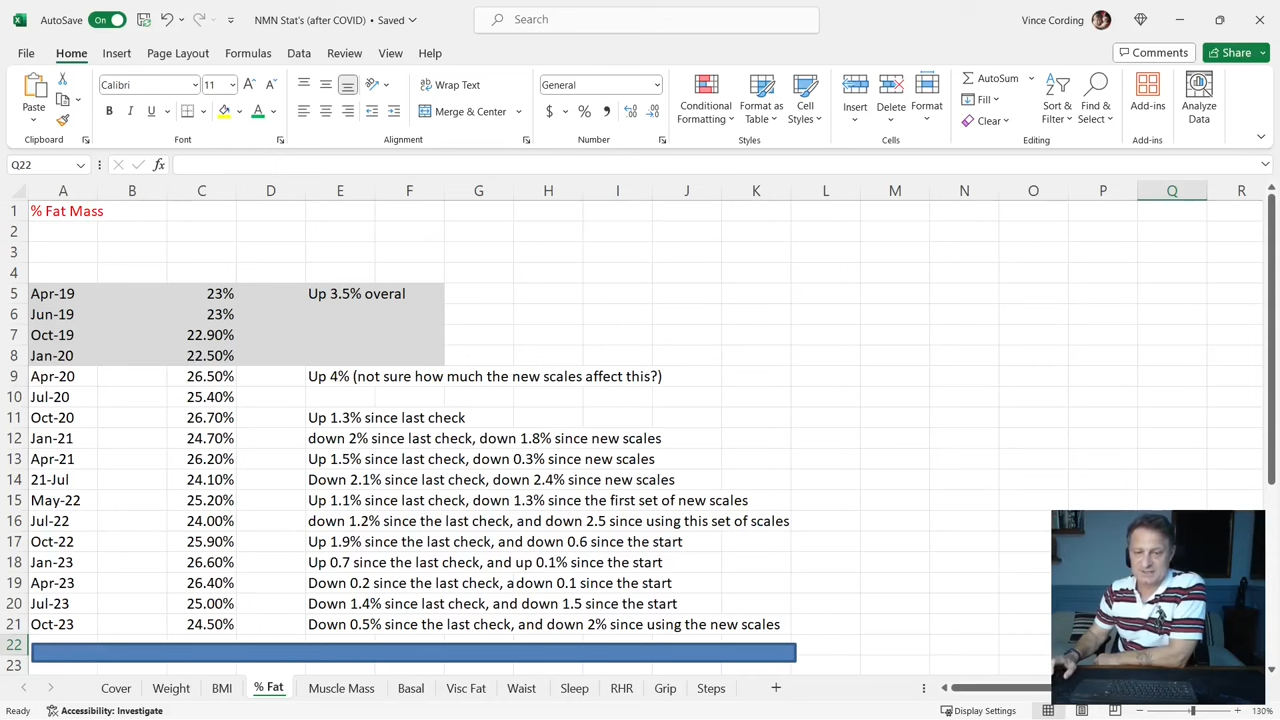 AutoSave On NMN Stat's (after COVID) • Saved Search Vince Cording
File Home Insert Page Layout Formulas Data Review View Help Comments Share
Paste Calibri 11 Wrap Text General Conditional Formatting Format as Table Cell Styles Insert Delete Format AutoSum Sort & Filter Find & Select Add-ins Analyze Data
B I U Merge & Center $ % Fill
Clear
Clipboard Font Alignment Number Styles Cells Editing Add-ins
Q22 fx
A B C D E F G H I J K L M N O P Q R
1 % Fat Mass
2
3
4
5 Apr-19 23% Up 3.5% overal
6 Jun-19 23%
7 Oct-19 22.90%
8 Jan-20 22.50%
9 Apr-20 26.50% Up 4% (not sure how much the new scales affect this?)
10 Jul-20 25.40%
11 Oct-20 26.70% Up 1.3% since last check
12 Jan-21 24.70% down 2% since last check, down 1.8% since new scales
13 Apr-21 26.20% Up 1.5% since last check, down 0.3% since new scales
14 21-Jul 24.10% Down 2.1% since last check, down 2.4% since new scales
15 May-22 25.20% Up 1.1% since last check, down 1.3% since the first set of new scales
16 Jul-22 24.00% down 1.2% since the last check, and down 2.5 since using this set of scales
17 Oct-22 25.90% Up 1.9% since the last check, and down 0.6 since the start
18 Jan-23 26.60% Up 0.7 since the last check, and up 0.1% since the start
19 Apr-23 26.40% Down 0.2 since the last check, adown 0.1 since the start
20 Jul-23 25.00% Down 1.4% since last check, and down 1.5 since the start
21 Oct-23 24.50% Down 0.5% since the last check, and down 2% since using the new scales
22
23
Cover Weight BMI % Fat Muscle Mass Basal Visc Fat Waist Sleep RHR Grip Steps
Ready Accessibility: Investigate Display Settings 130%